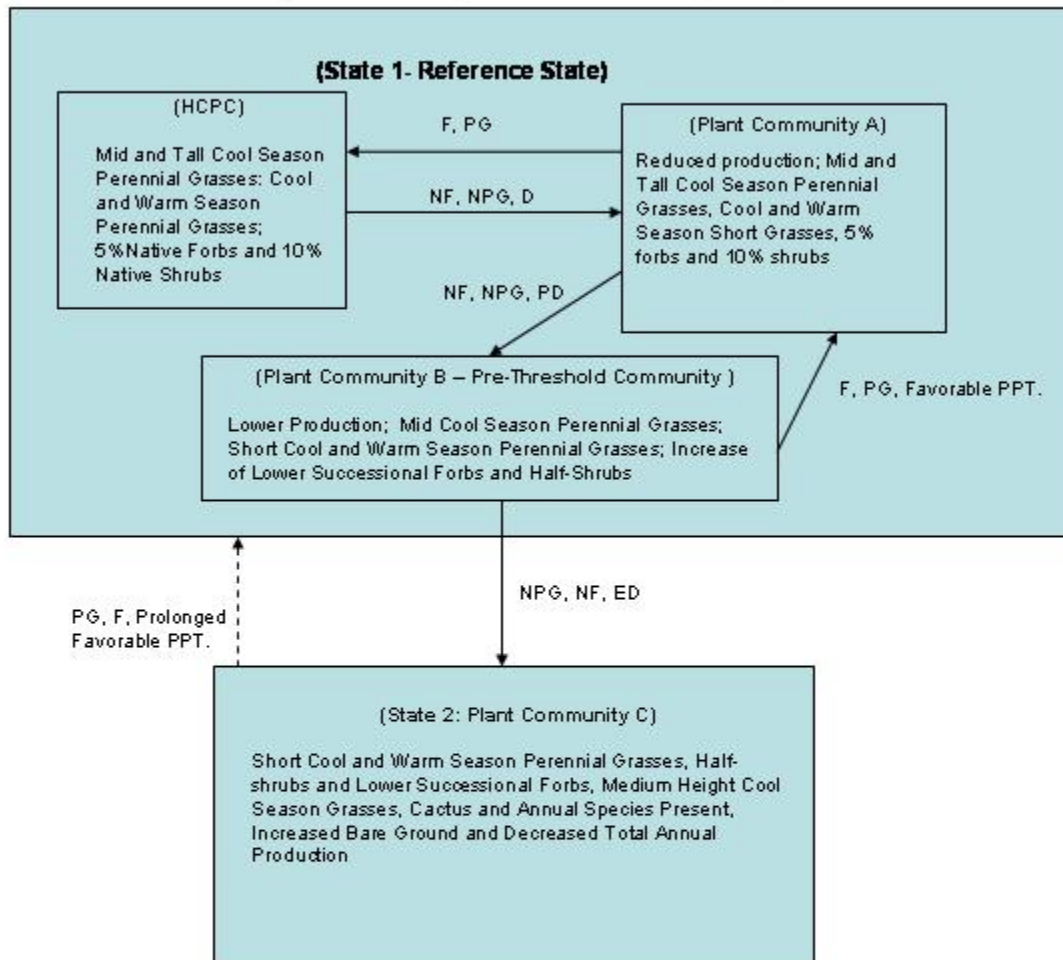 (State 1- Reference State)
(HCPC)
Mid and Tall Cool Season
Perennial Grasses: Cool
and Warm Season
Perennial Grasses;
5%Native Forbs and 10%
Native Shrubs
F, PG
NF, NPG, D
(Plant Community A)
Reduced production; Mid and
Tall Cool Season Perennial
Grasses, Cool and Warm
Season Short Grasses, 5%
forbs and 10% shrubs
NF, NPG, PD
F, PG, Favorable PPT.
(Plant Community B – Pre-Threshold Community )
Lower Production; Mid Cool Season Perennial Grasses;
Short Cool and Warm Season Perennial Grasses; Increase
of Lower Successional Forbs and Half-Shrubs
NPG, NF, ED
PG, F, Prolonged
Favorable PPT.
(State 2: Plant Community C)
Short Cool and Warm Season Perennial Grasses, Half-
shrubs and Lower Successional Forbs, Medium Height Cool
Season Grasses, Cactus and Annual Species Present,
Increased Bare Ground and Decreased Total Annual
Production